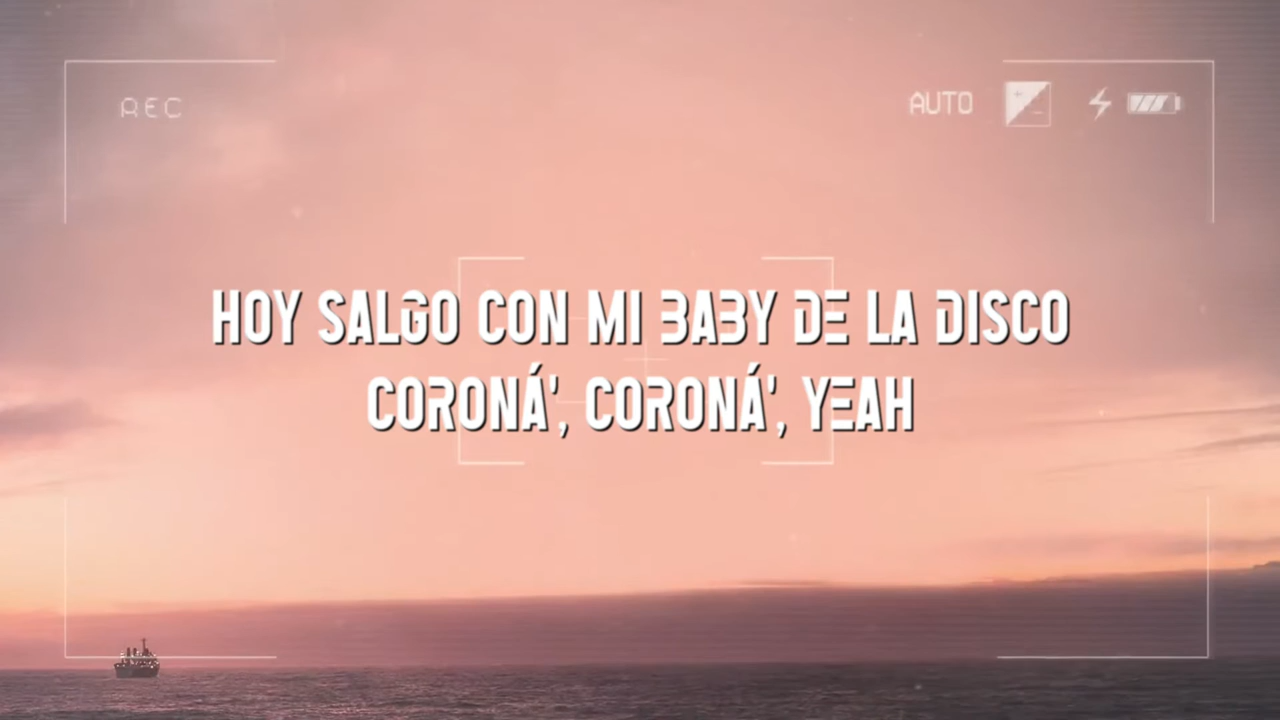 REC
AUTO
HOY SALGO CON MI BABY DE LA DISCO
CORONÁ', CORONÁ', YEAH